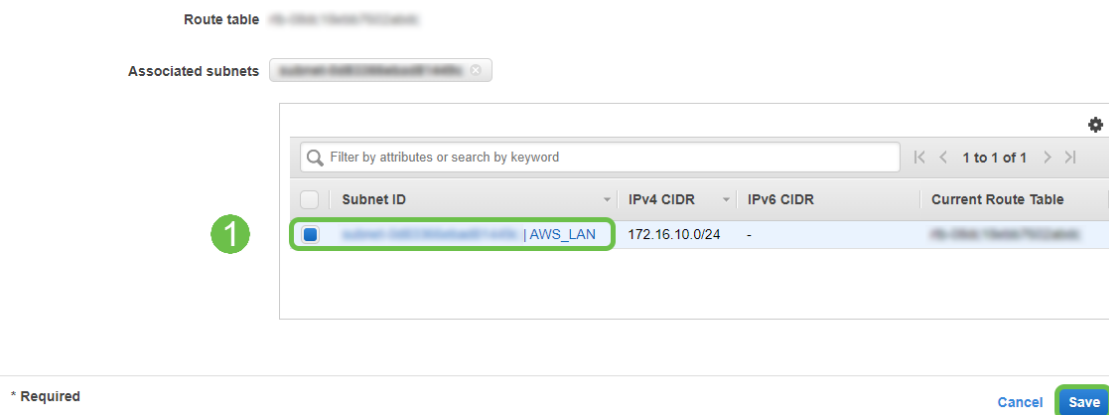 Route table
Associated subnets
Filter by attributes or search by keyword
1 to 1 of 1
Subnet ID IPv4 CIDR IPv6 CIDR Current Route Table
1 | AWS_LAN 172.16.10.0/24 -
* Required
Cancel Save